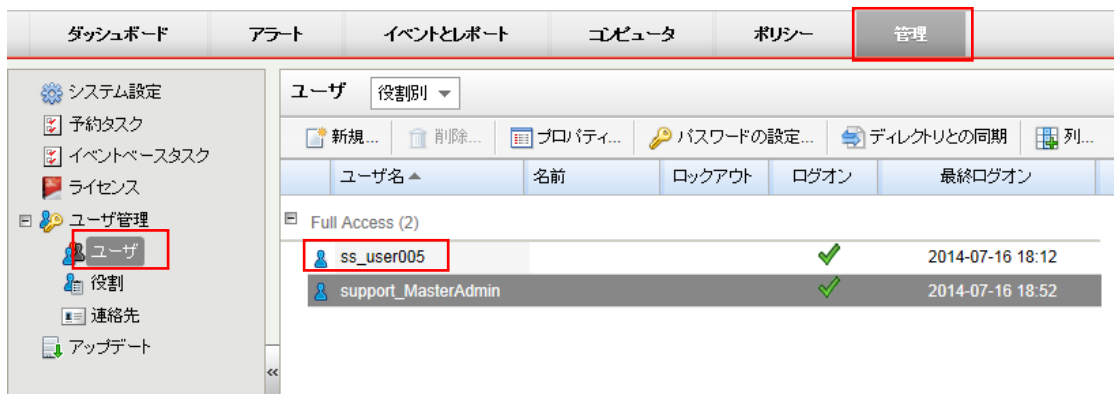 ダッシュボード アラート イベントとレポート コンピュータ ポリシー 管理
システム設定
予約タスク
イベントベースタスク
ライセンス
ユーザ管理
ユーザ
役割
連絡先
アップデート
«
ユーザ 役割別
新規... 削除... プロパティ... パスワードの設定... ディレクトリとの同期 列...
ユーザ名 名前 ロックアウト ログオン 最終ログオン
Full Access (2)
ss_user005 2014-07-16 18:12
support_MasterAdmin 2014-07-16 18:52